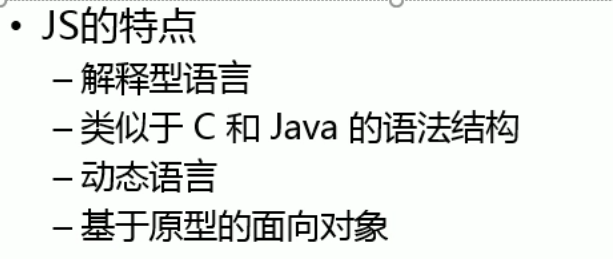 • JS的特点
– 解释型语言
– 类似于 C 和 Java 的语法结构
– 动态语言
– 基于原型的面向对象